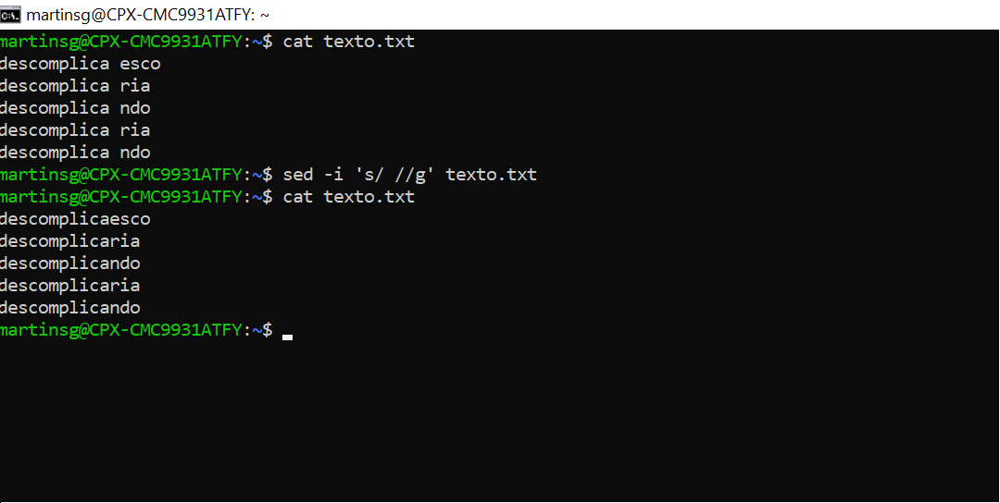 martinsg@CPX-CMC9931ATFY: ~
martinsg@CPX-CMC9931ATFY:~$ cat texto.txt
descomplica esco
descomplica ria
descomplica ndo
descomplica ria
descomplica ndo
martinsg@CPX-CMC9931ATFY:~$ sed -i 's/ //g' texto.txt
martinsg@CPX-CMC9931ATFY:~$ cat texto.txt
descomplicaesco
descomplicaria
descomplicando
descomplicaria
descomplicando
martinsg@CPX-CMC9931ATFY:~$